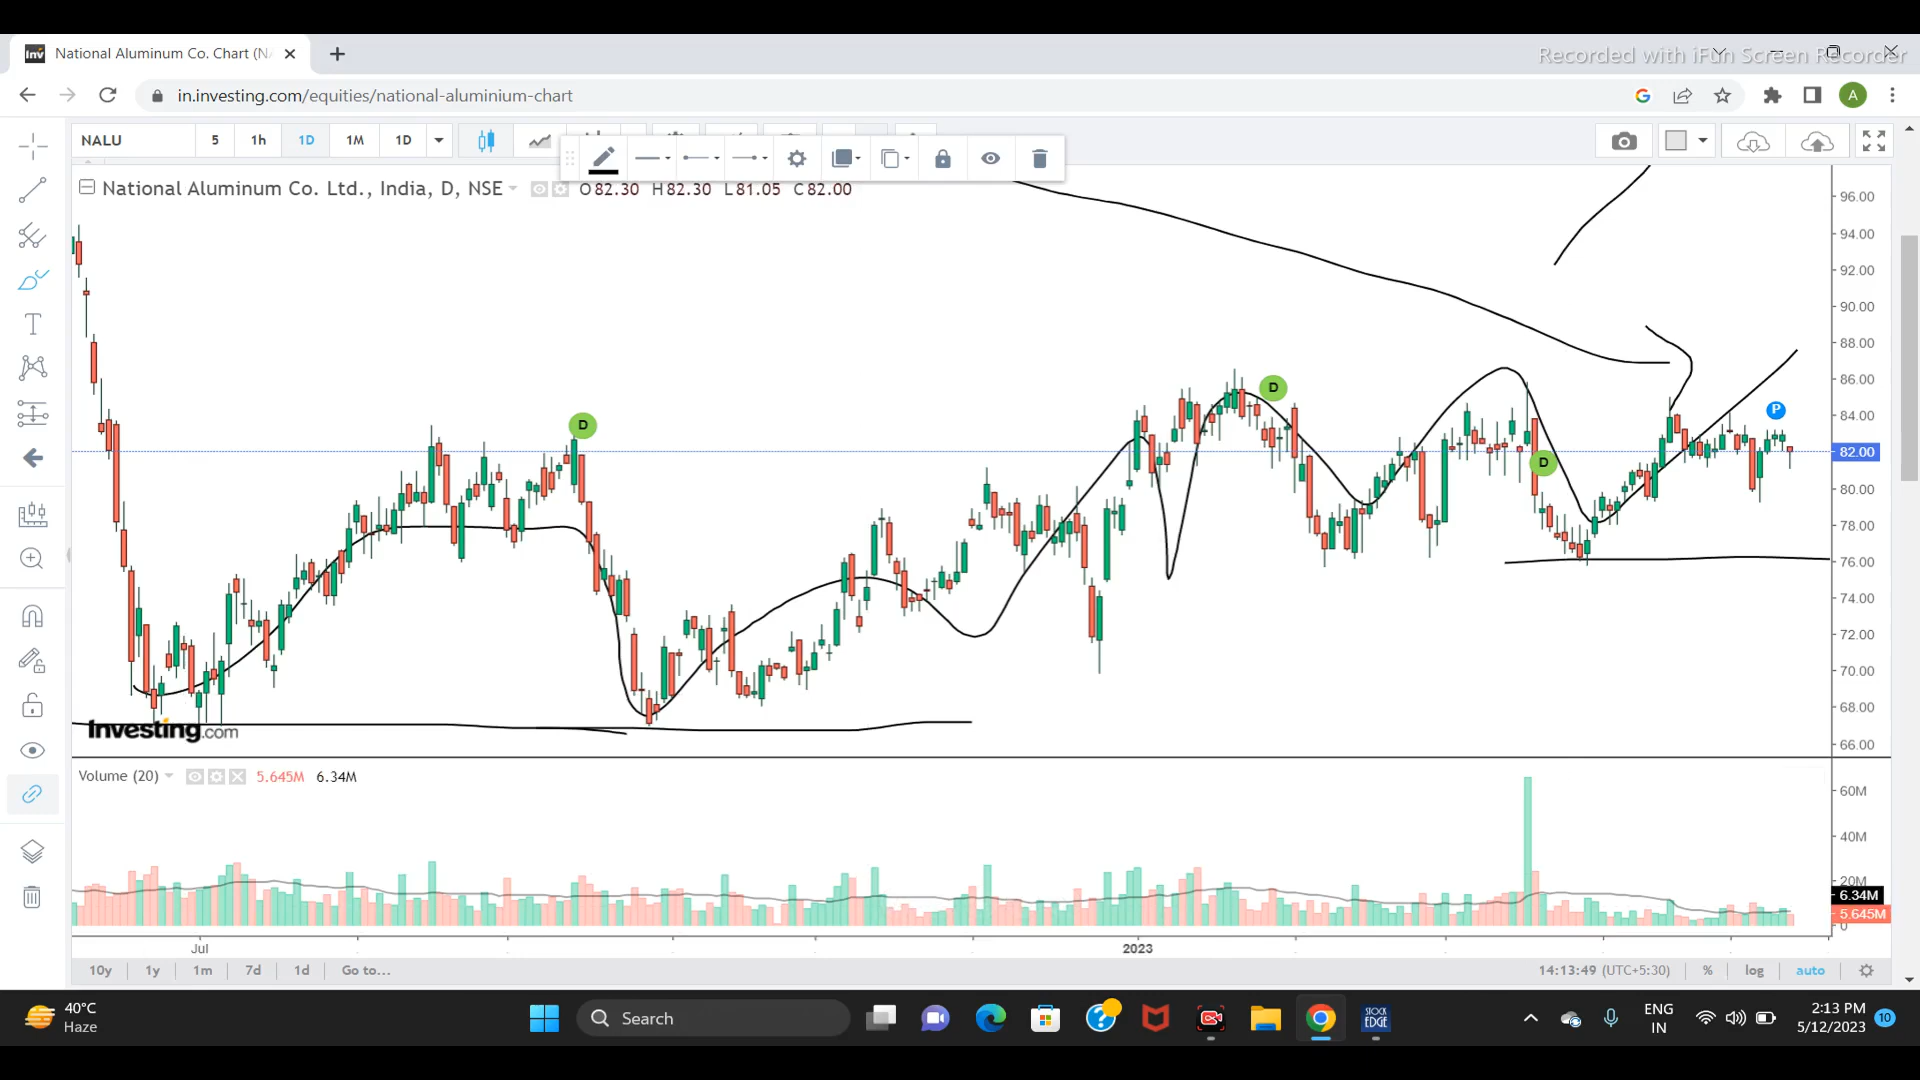 National Aluminum Co. Chart (NA
Recorded with iFun Screen Recorder
in.investing.com/equities/national-aluminium-chart
A
NALU 5 1h 1D 1M 1D
National Aluminum Co. Ltd., India, D, NSE O82.30 H82.30 L81.05 C82.00
96.00
94.00
92.00
90.00
88.00
86.00
84.00
82.00
80.00
78.00
76.00
74.00
72.00
70.00
68.00
66.00
D
D
D
P
Investing.com
Volume (20) 5.645M 6.34M
60M
40M
20M
6.34M
5.645M
0
Jul 2023
10y 1y 1m 7d 1d Go to... 14:13:49 (UTC+5:30) % log auto
40°C
Haze
Search
STOCK
EDGE
ENG
IN
2:13 PM
5/12/2023
10